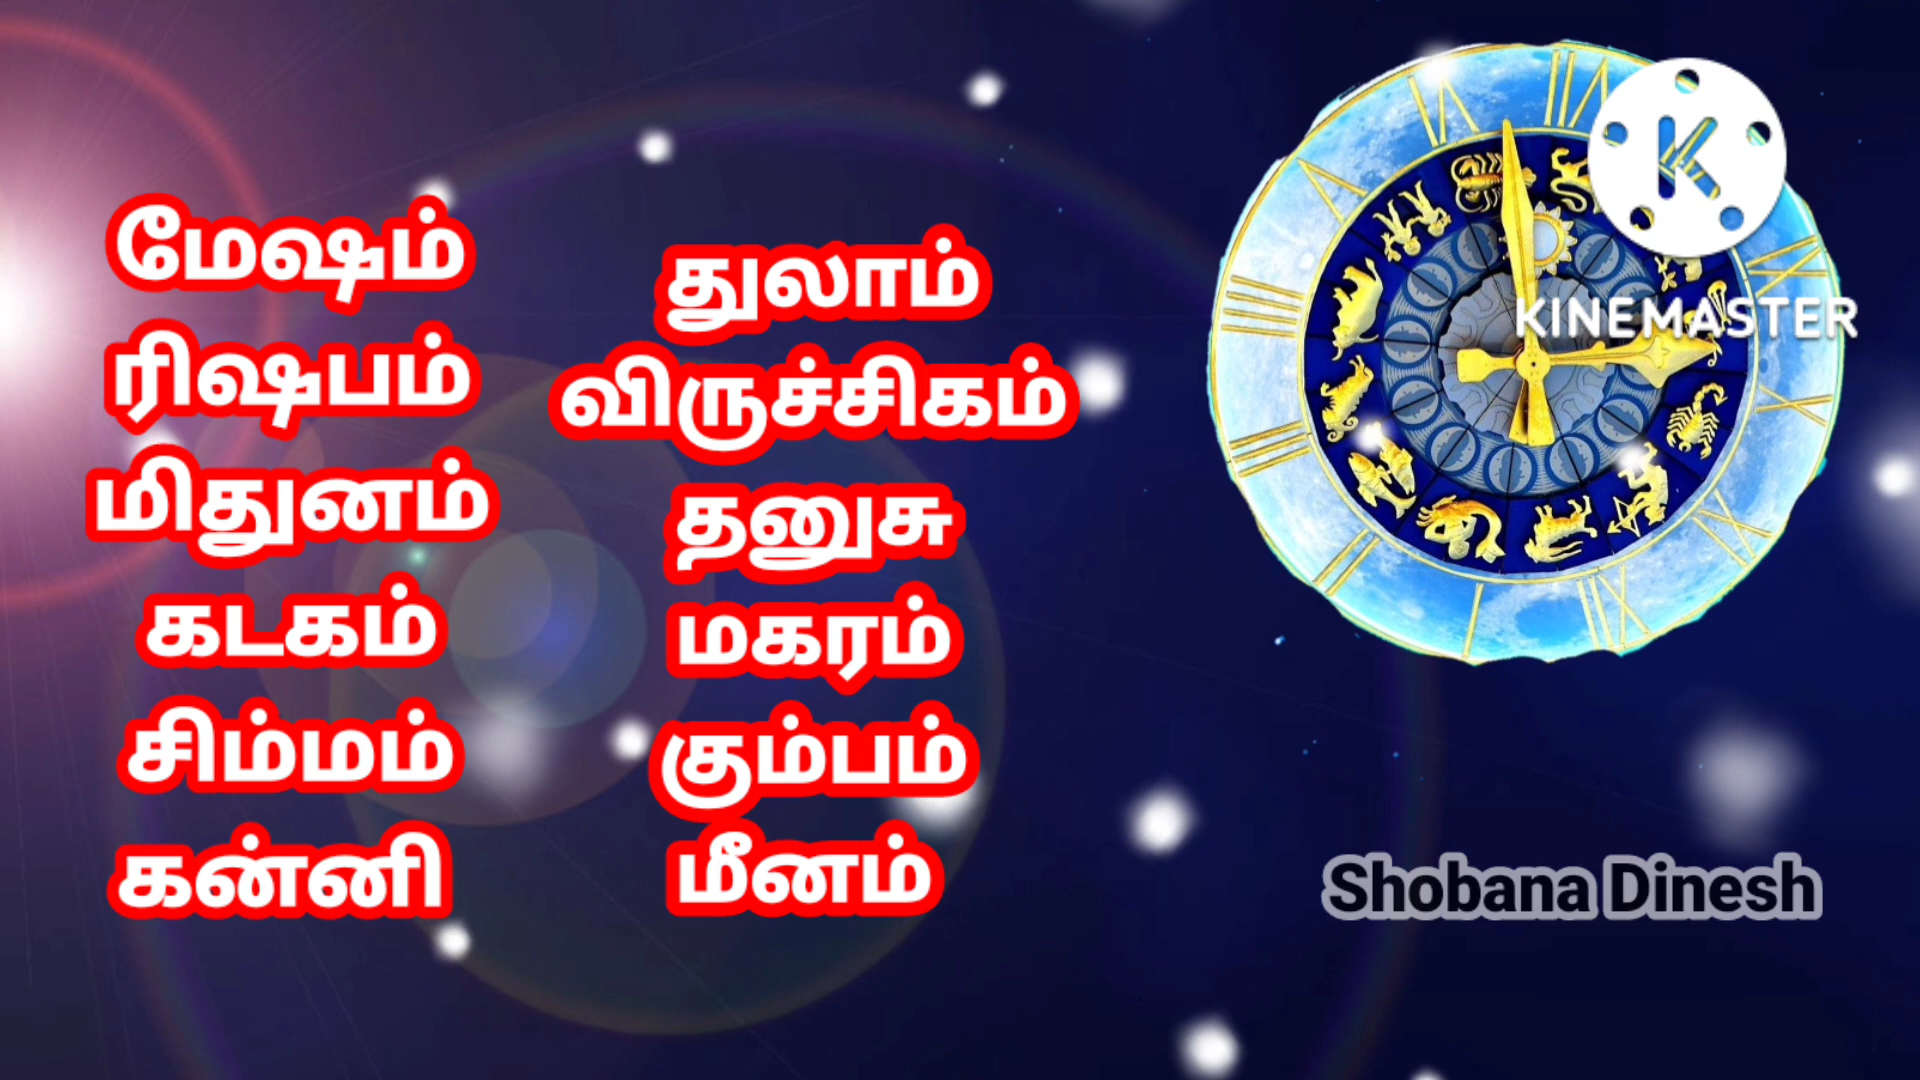 மேஷம்
ரிஷபம்
மிதுனம்
கடகம்
சிம்மம்
கன்னி
துலாம்
விருச்சிகம்
தனுசு
மகரம்
கும்பம்
மீனம்
K
KINEMASTER
Shobana Dinesh